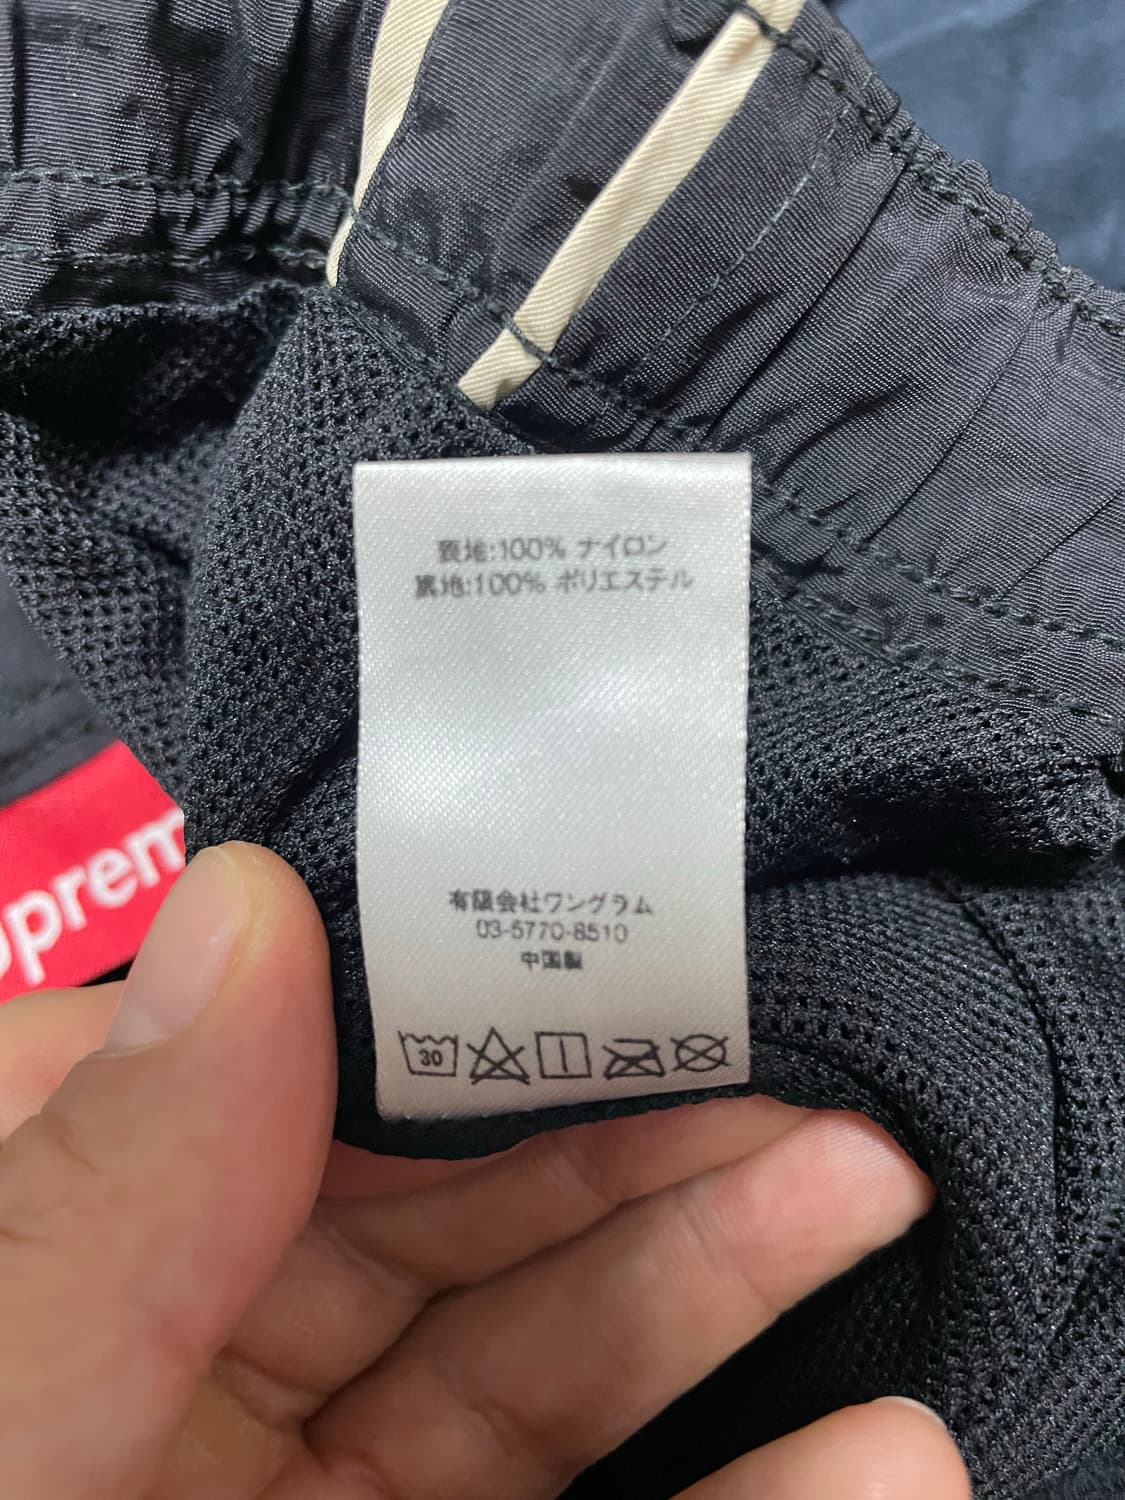 表地:100% ナイロン
裏地:100% ポリエステル
有限会社ワングラム
03-5770-8510
中国製
30
uprem